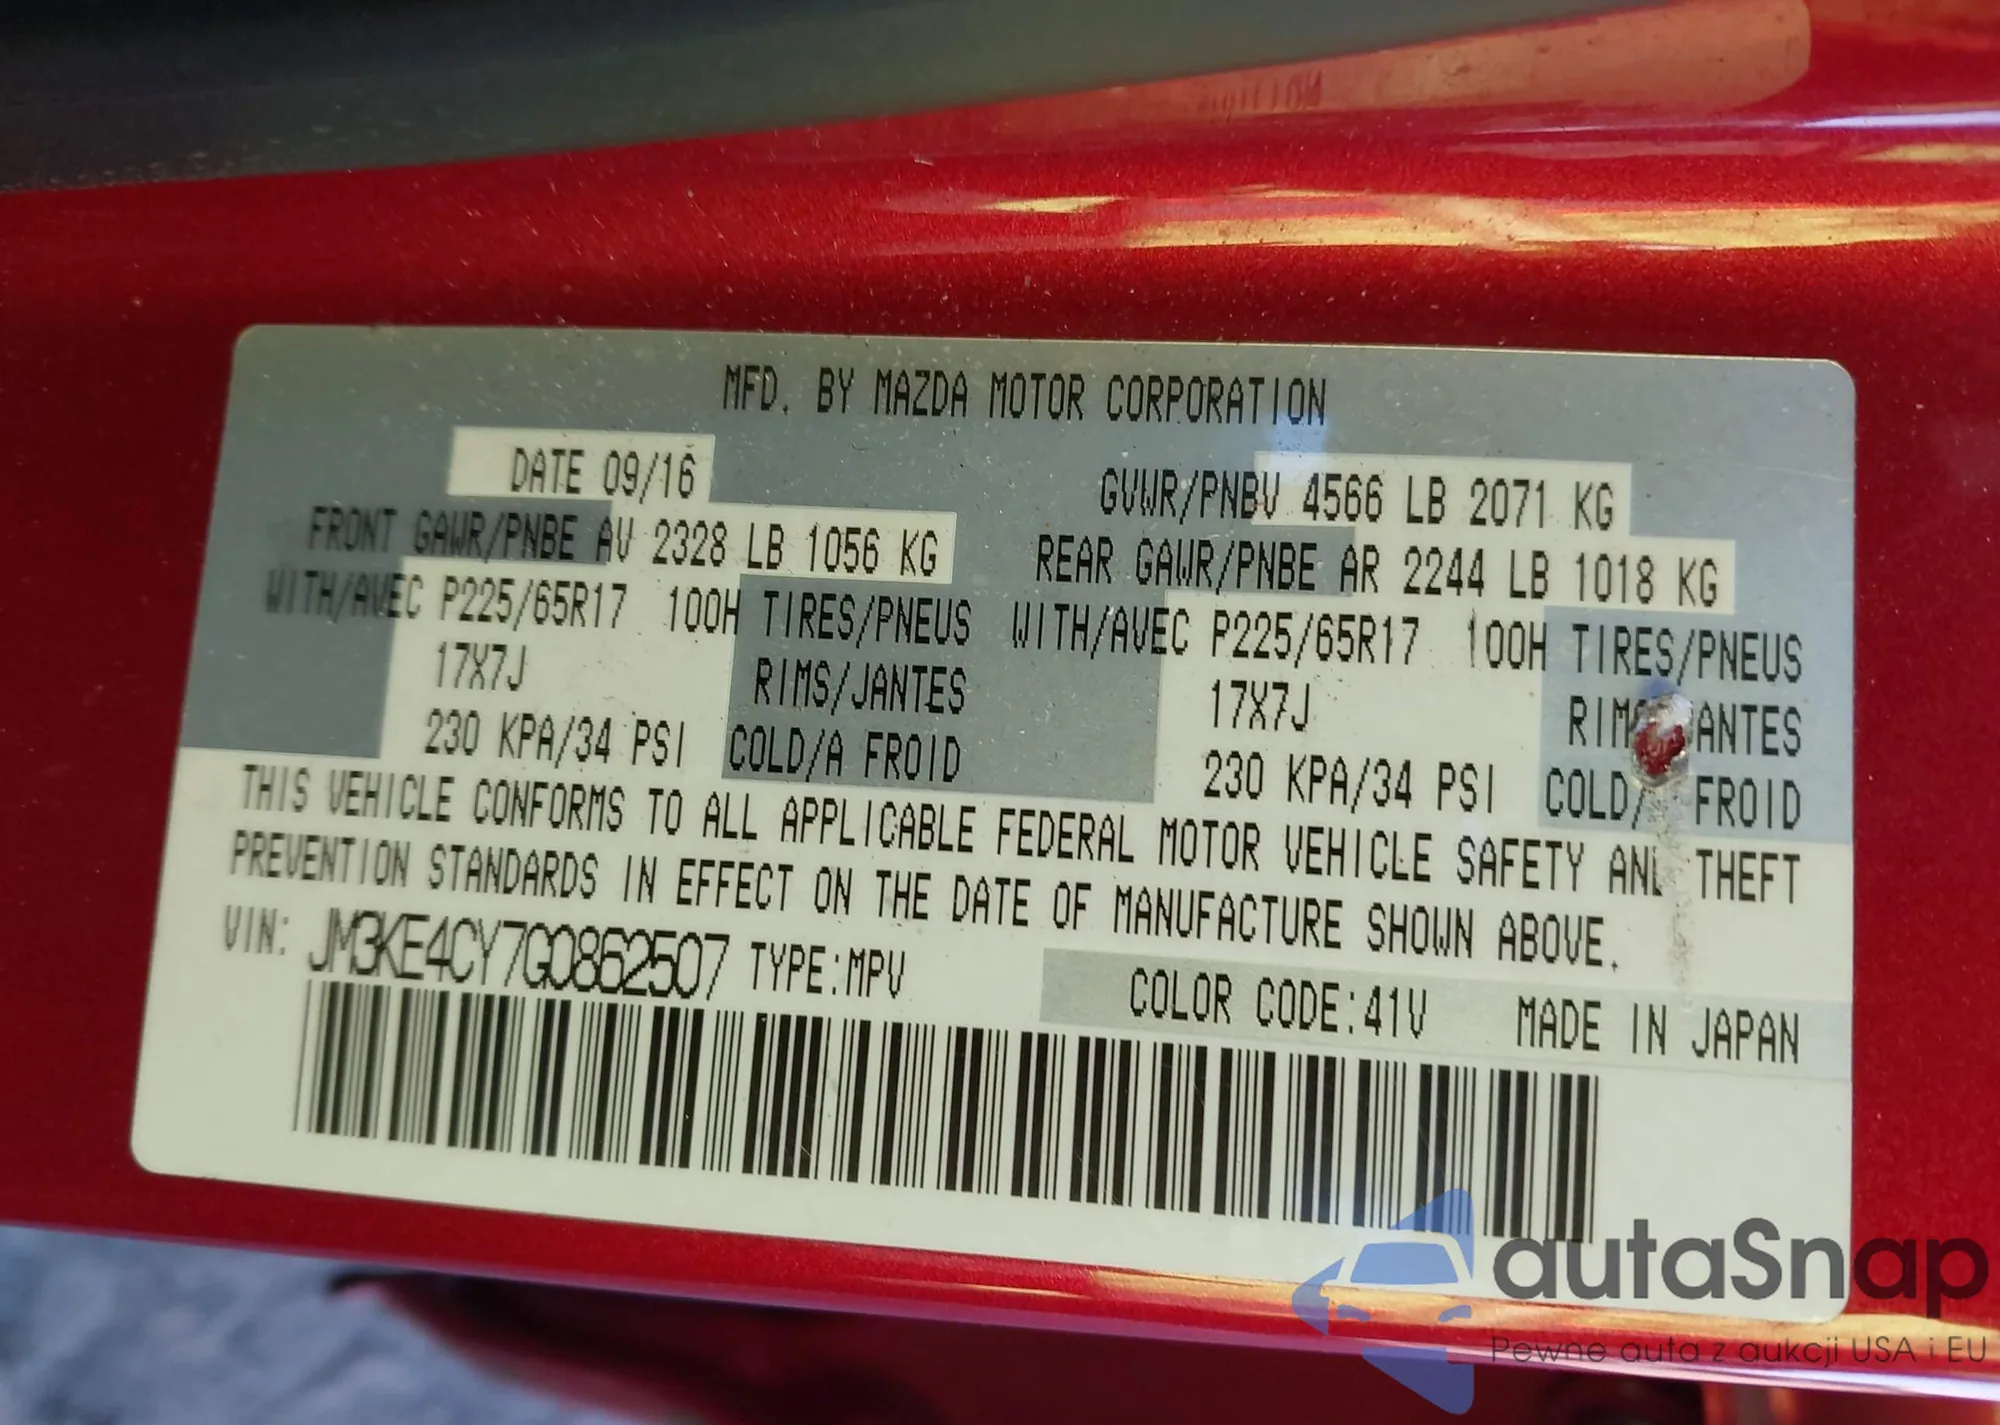 MFD. BY MAZDA MOTOR CORPORATION
DATE 09/16
GVWR/PNBV 4566 LB 2071 KG
FRONT GAWR/PNBE AV 2328 LB 1056 KG
REAR GAWR/PNBE AR 2244 LB 1018 KG
WITH/AVEC P225/65R17 100H TIRES/PNEUS
WITH/AVEC P225/65R17 100H TIRES/PNEUS
17X7J RIMS/JANTES
17X7J RIMS/JANTES
230 KPA/34 PSI COLD/A FROID
230 KPA/34 PSI COLD/ FROID
THIS VEHICLE CONFORMS TO ALL APPLICABLE FEDERAL MOTOR VEHICLE SAFETY AND THEFT
PREVENTION STANDARDS IN EFFECT ON THE DATE OF MANUFACTURE SHOWN ABOVE.
VIN: JM3KE4CY7G0862507 TYPE:MPV
COLOR CODE:41V MADE IN JAPAN
autaSnap
Pewne auta z aukcji USA i EU